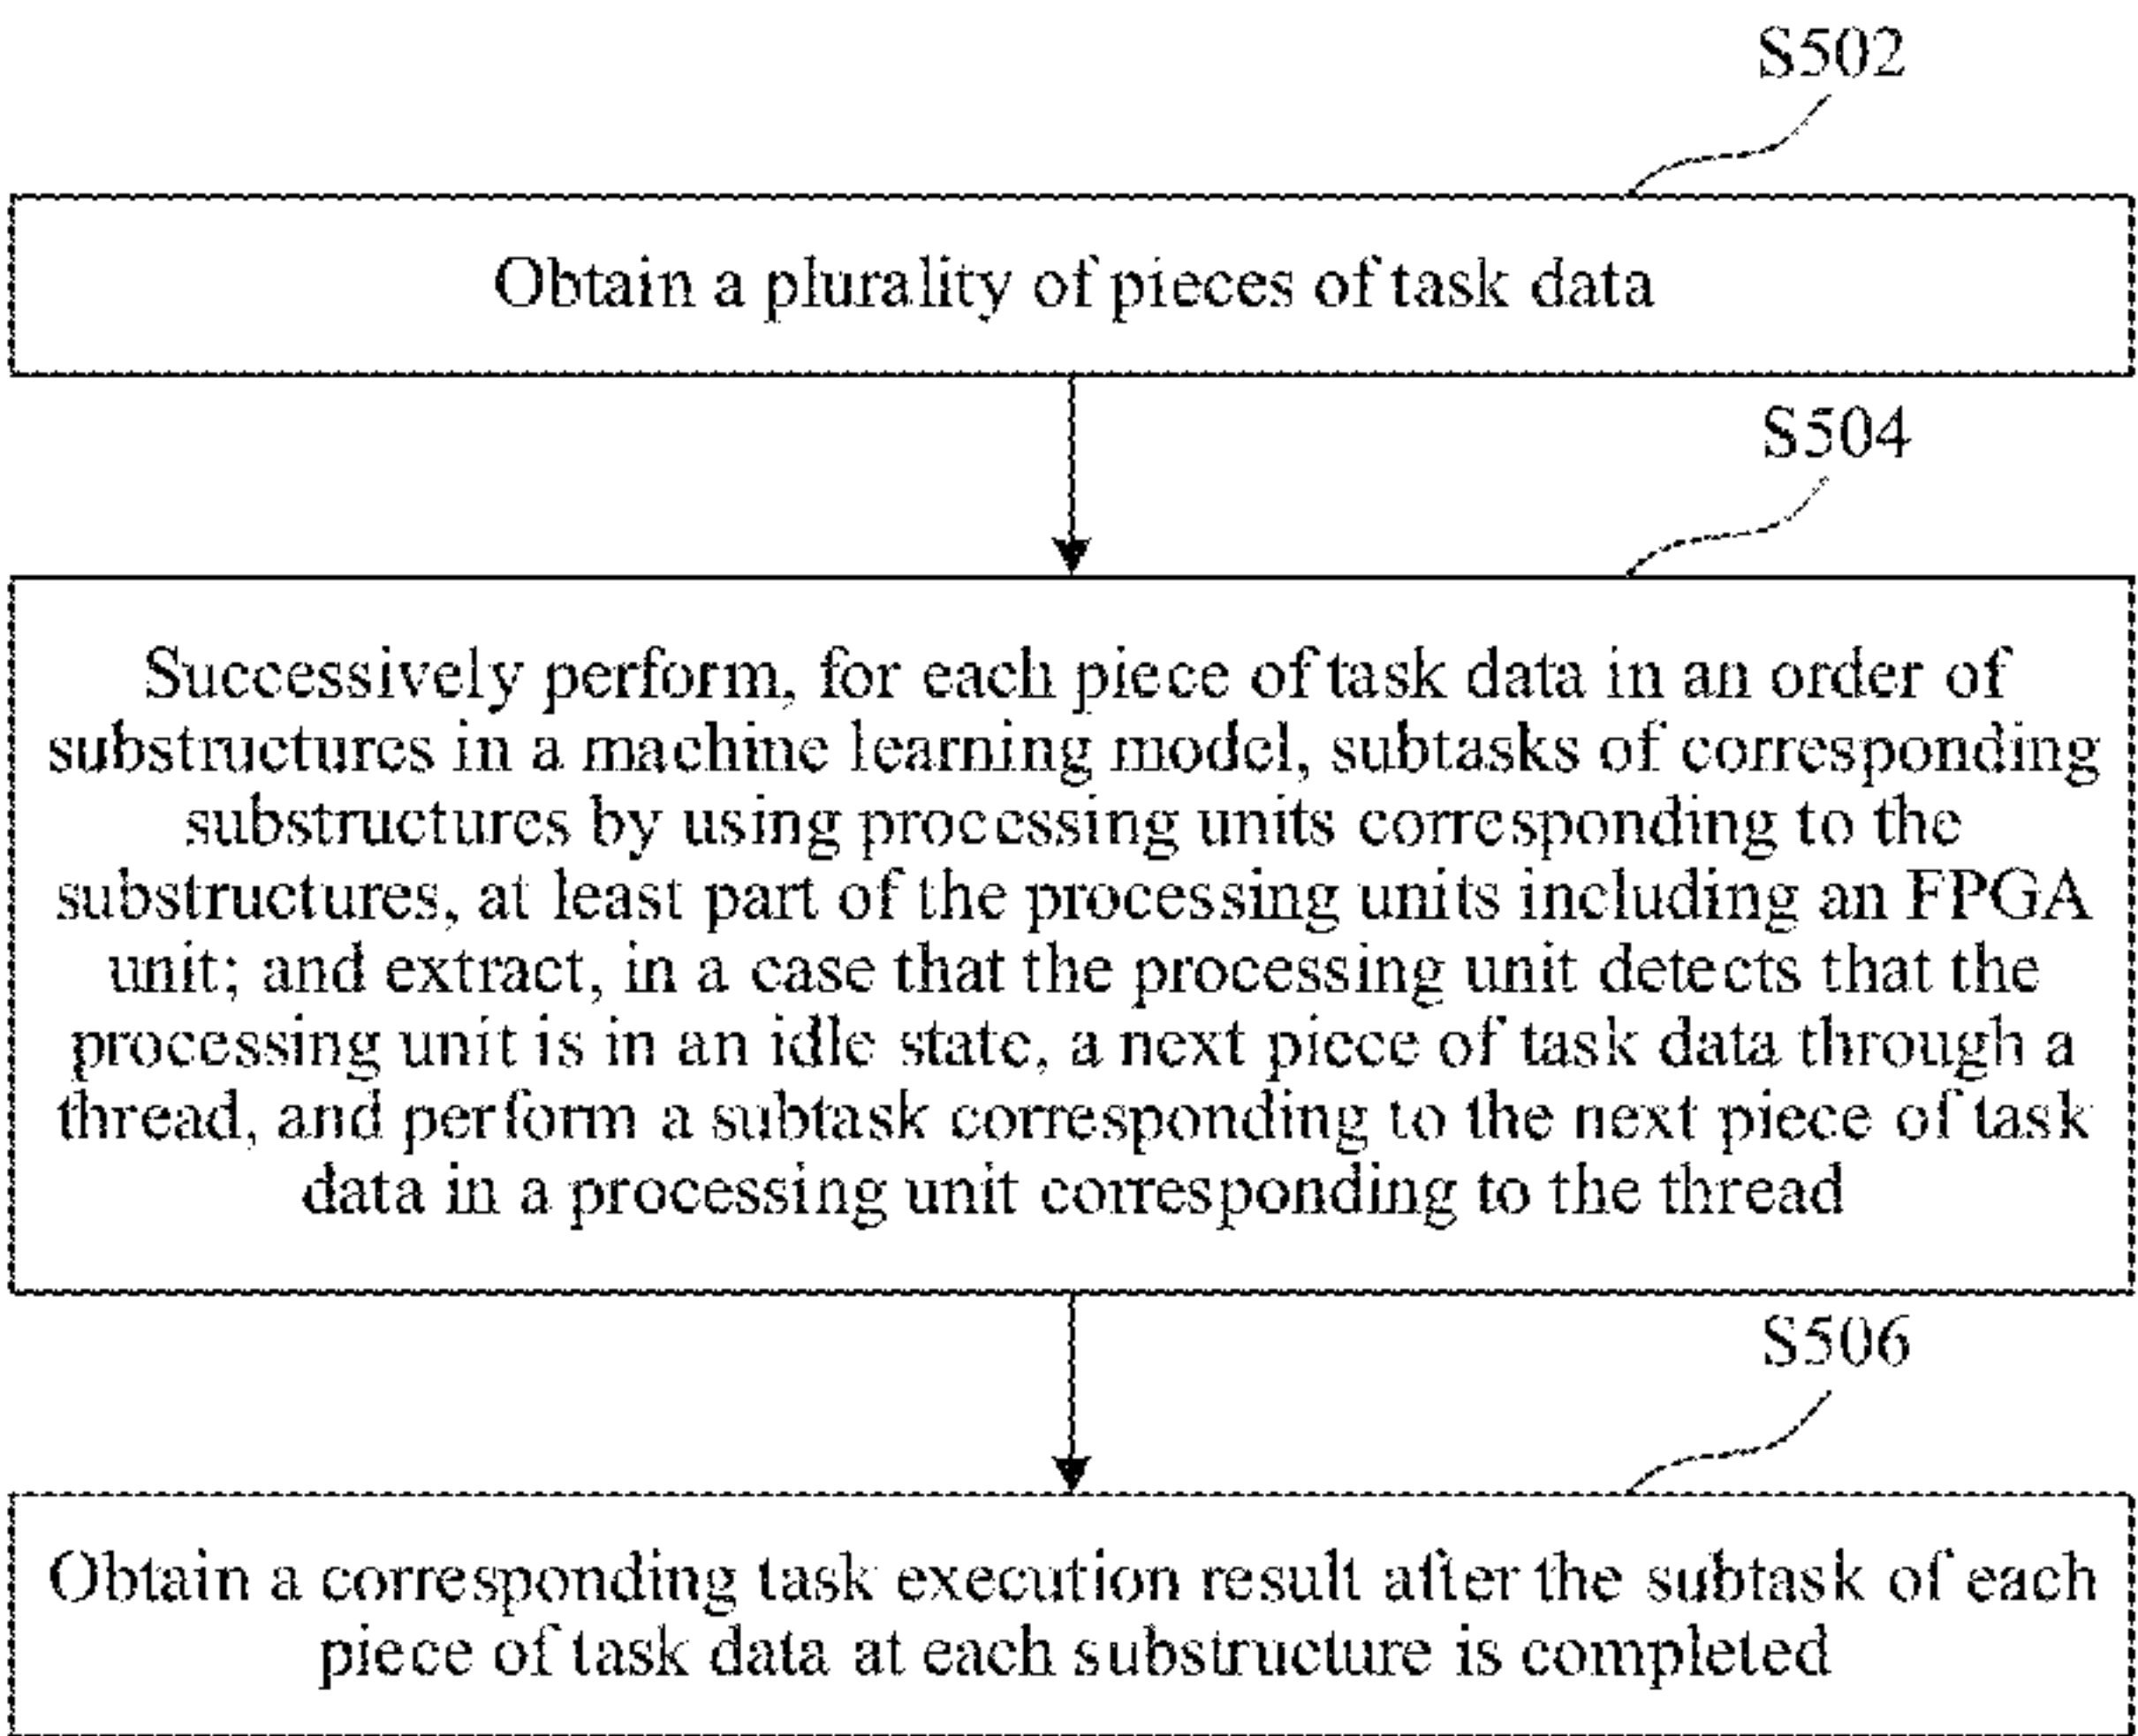 S502
Obtain a plurality of pieces of task data
S504
Successively perform, for each piece of task data in an order of
substructures in a machine learning model, subtasks of corresponding
substructures by using processing units corresponding to the
substructures, at least part of the processing units including an FPGA
unit; and extract, in a case that the processing unit detects that the
processing unit is in an idle state, a next piece of task data through a
thread, and perform a subtask corresponding to the next piece of task
data in a processing unit corresponding to the thread
S506
Obtain a corresponding task execution result after the subtask of each
piece of task data at each substructure is completed